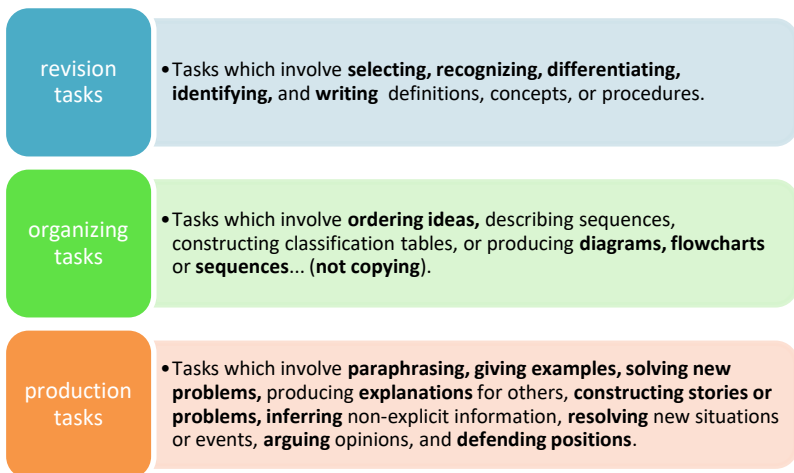 revision
tasks
•Tasks which involve selecting, recognizing, differentiating,
identifying, and writing definitions, concepts, or procedures.
organizing
tasks
•Tasks which involve ordering ideas, describing sequences,
constructing classification tables, or producing diagrams, flowcharts
or sequences... (not copying).
production
tasks
•Tasks which involve paraphrasing, giving examples, solving new
problems, producing explanations for others, constructing stories or
problems, inferring non-explicit information, resolving new situations
or events, arguing opinions, and defending positions.